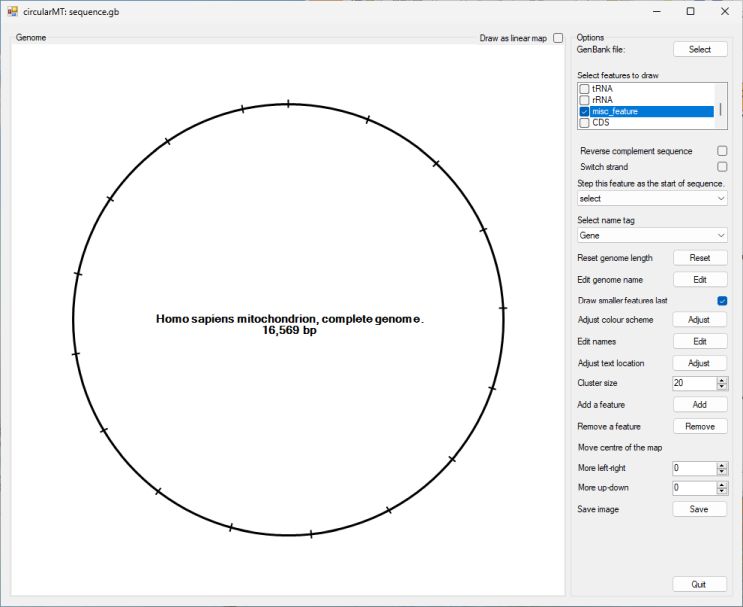 circularMT: sequence.gb
Genome
Draw as linear map
Options
GenBank file:
Select
Select features to draw
tRNA
rRNA
misc_feature
CDS
Reverse complement sequence
Switch strand
Step this feature as the start of sequence.
select
Select name tag
Gene
Reset genome length
Reset
Edit genome name
Edit
Draw smaller features last
Adjust colour scheme
Adjust
Edit names
Edit
Adjust text location
Adjust
Cluster size
20
Add a feature
Add
Remove a feature
Remove
Move centre of the map
More left-right
0
More up-down
0
Save image
Save
Quit
Homo sapiens mitochondrion, complete genome.
16,569 bp